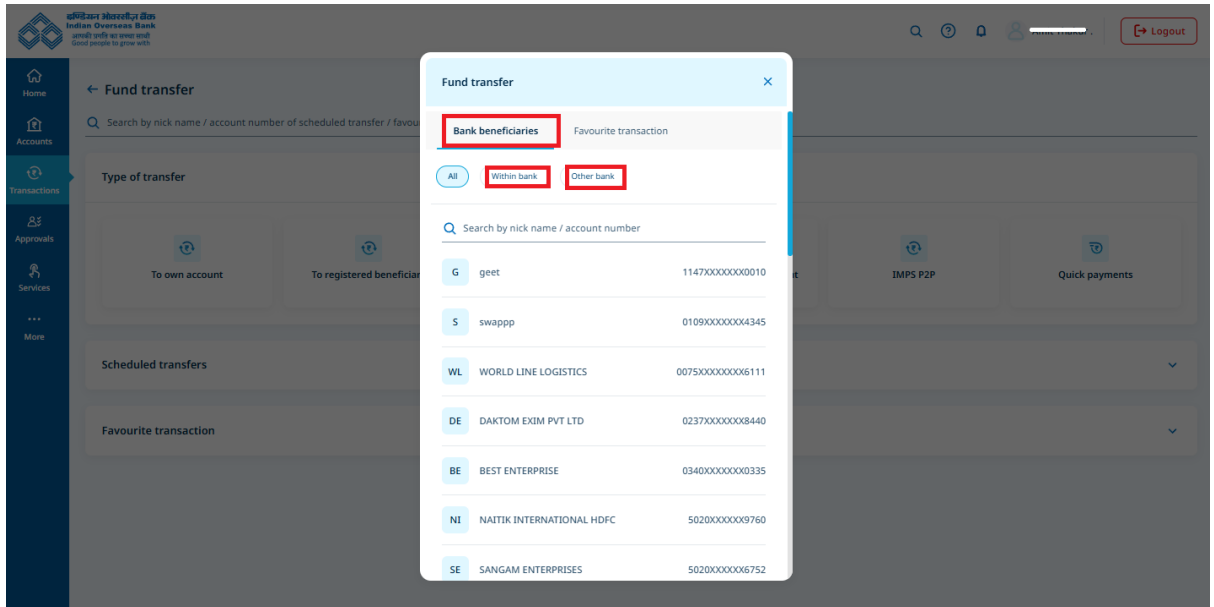 इण्डियन ओवरसीज़ बैंक
Indian Overseas Bank
आपकी प्रगति का सच्चा साथी
Good people to grow with
Logout
Home
Accounts
Transactions
Approvals
Services
More
← Fund transfer
Search by nick name / account number of scheduled transfer / favou
Type of transfer
To own account
To registered beneficiar
IMPS P2P
Quick payments
Scheduled transfers
Favourite transaction
Fund transfer
Bank beneficiaries Favourite transaction
All Within bank Other bank
Search by nick name / account number
G geet 1147XXXXXXX0010
S swappp 0109XXXXXXX4345
WL WORLD LINE LOGISTICS 0075XXXXXXX6111
DE DAKTOM EXIM PVT LTD 0237XXXXXXX8440
BE BEST ENTERPRISE 0340XXXXXXX0335
NI NAITIK INTERNATIONAL HDFC 5020XXXXXX9760
SE SANGAM ENTERPRISES 5020XXXXXX6752